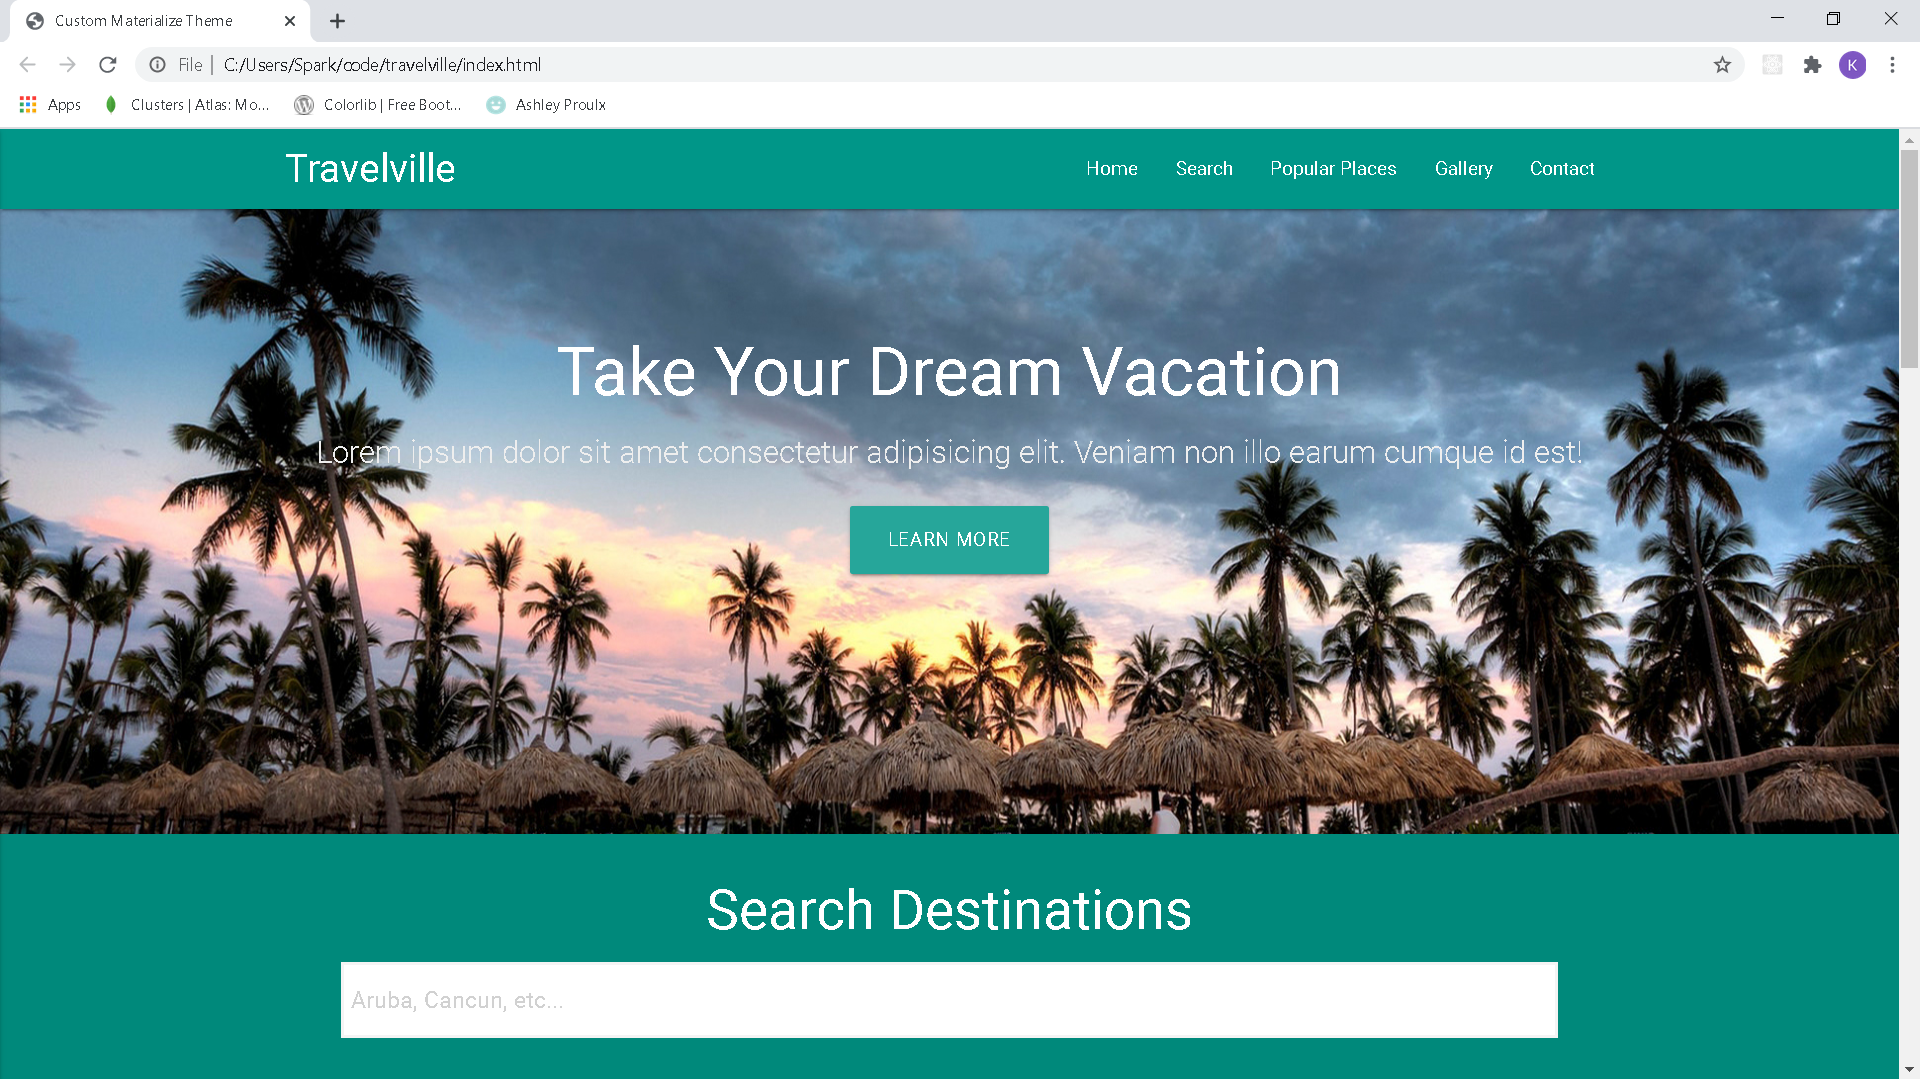 Custom Materialize Theme
File | C:/Users/Spark/code/travelville/index.html
K
Apps
Clusters | Atlas: Mo...
Colorlib | Free Boot...
Ashley Proulx
Travelville
Home Search Popular Places Gallery Contact
Take Your Dream Vacation
Lorem ipsum dolor sit amet consectetur adipisicing elit. Veniam non illo earum cumque id est!
LEARN MORE
Search Destinations
Aruba, Cancun, etc...